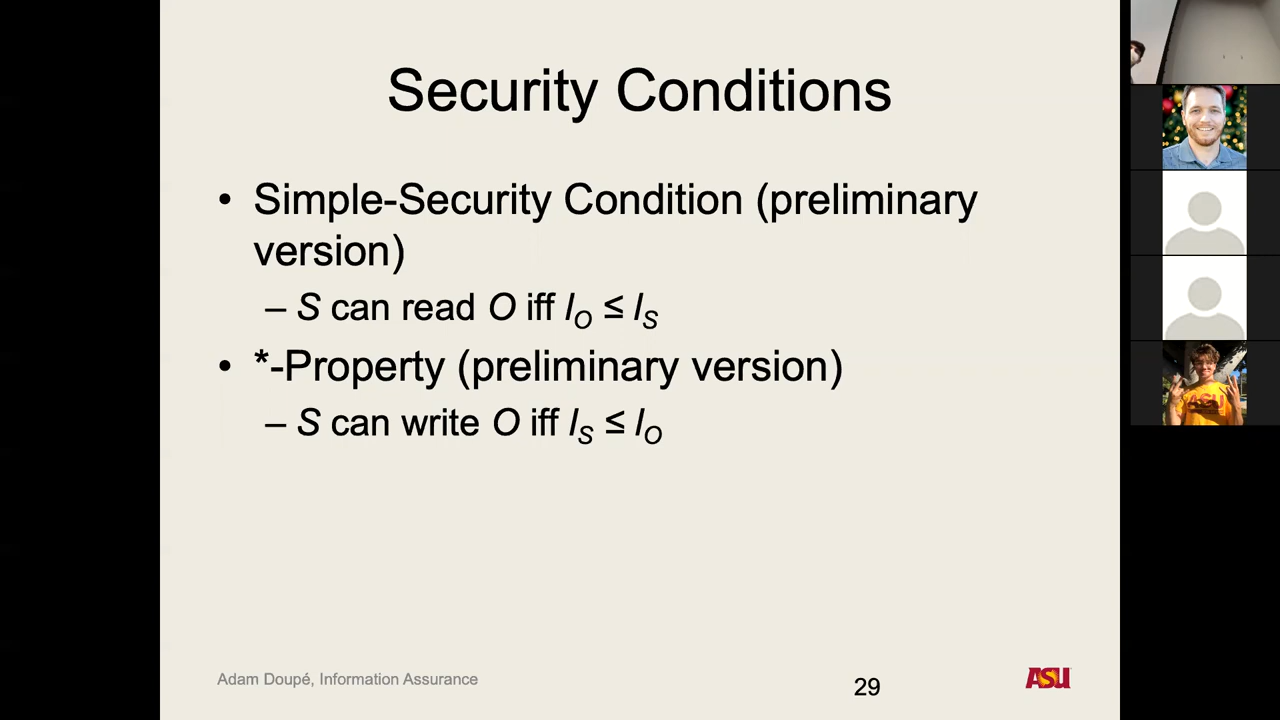 Security Conditions
• Simple-Security Condition (preliminary
version)
– S can read O iff lO ≤ lS
• *-Property (preliminary version)
– S can write O iff lS ≤ lO
Adam Doupé, Information Assurance
29
ASU
ASU